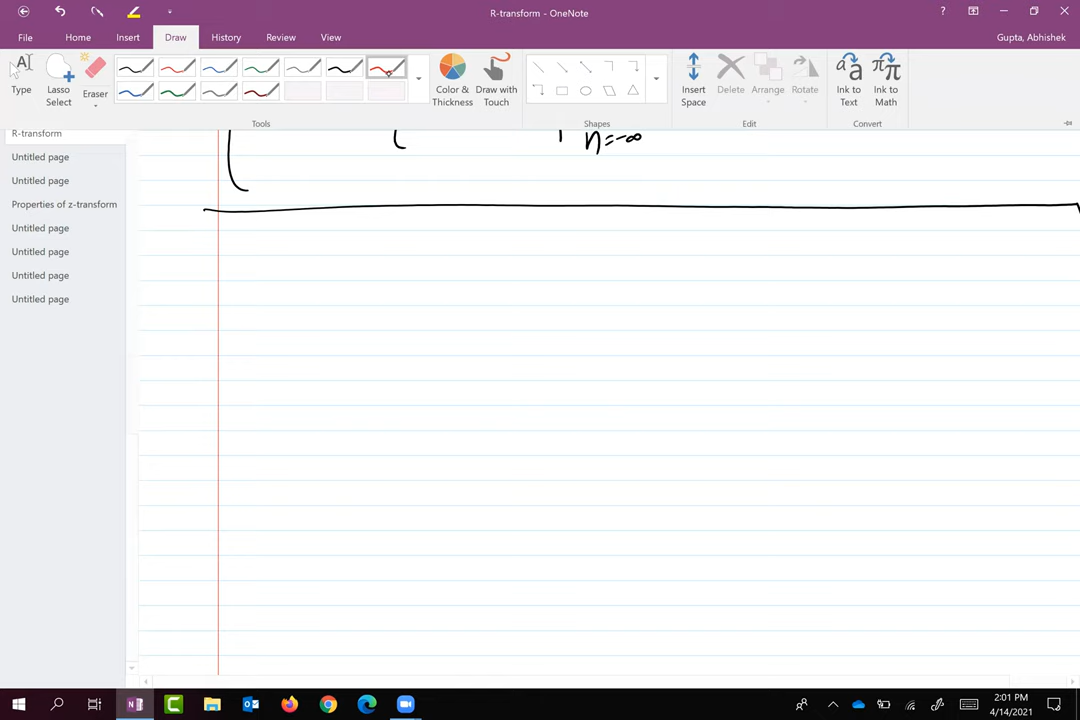 R-transform - OneNote
?
File
Home
Insert
Draw
History
Review
View
Gupta, Abhishek
Type
Lasso Select
Eraser
Color & Thickness
Draw with Touch
Insert Space
Delete
Arrange
Rotate
Ink to Text
Ink to Math
Tools
Shapes
Edit
Convert
R-transform
Untitled page
Untitled page
Properties of z-transform
Untitled page
Untitled page
Untitled page
Untitled page
n=-∞
2:01 PM
4/14/2021